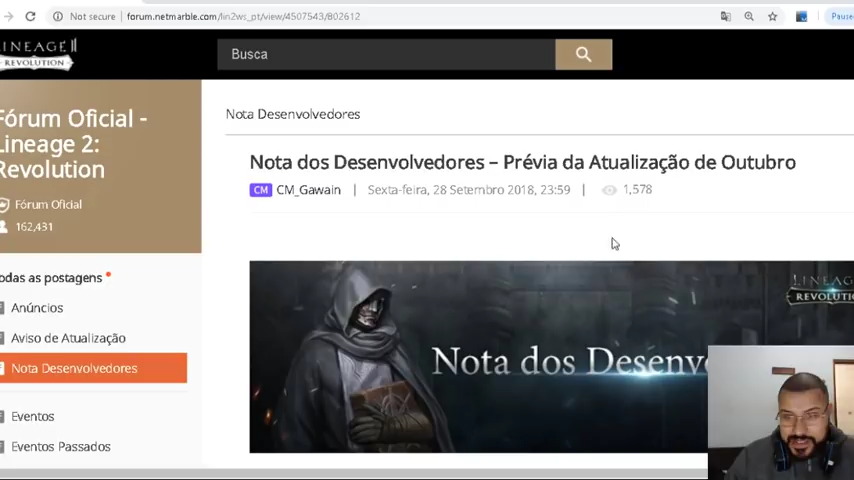 Not secure | forum.netmarble.com/lin2ws_pt/view/4507543/802612
Pause
LINEAGE II
REVOLUTION
Busca
Fórum Oficial -
Lineage 2:
Revolution
Fórum Oficial
162,431
odas as postagens
Anúncios
Aviso de Atualização
Nota Desenvolvedores
Eventos
Eventos Passados
Nota Desenvolvedores
Nota dos Desenvolvedores – Prévia da Atualização de Outubro
CM CM_Gawain | Sexta-feira, 28 Setembro 2018, 23:59 | 1,578
LINEAGE
REVOLUTIO
Nota dos Desenv